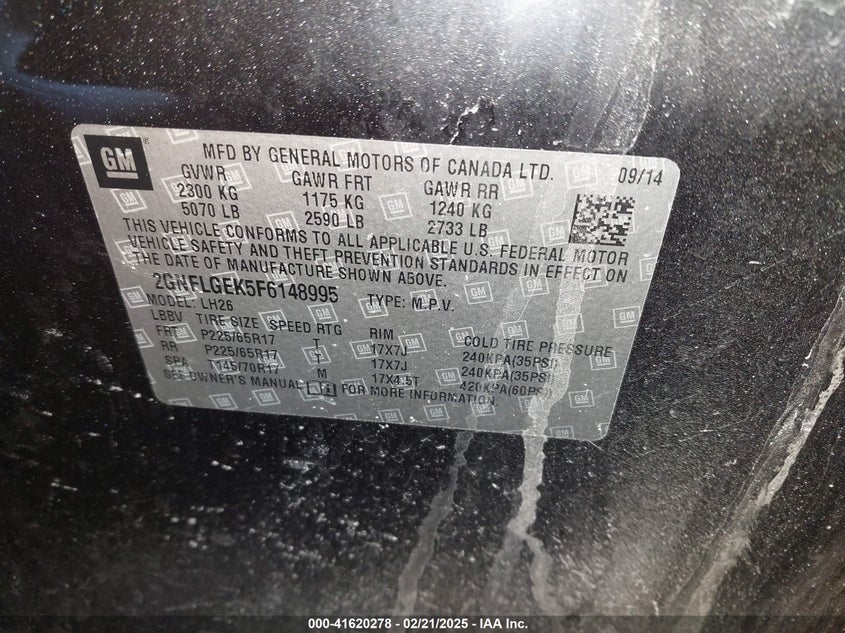 GM
MFD BY GENERAL MOTORS OF CANADA LTD. 09/14
GVWR GAWR FRT GAWR RR
2300 KG 1175 KG 1240 KG
5070 LB 2590 LB 2733 LB
THIS VEHICLE CONFORMS TO ALL APPLICABLE U.S. FEDERAL MOTOR
VEHICLE SAFETY AND THEFT PREVENTION STANDARDS IN EFFECT ON
THE DATE OF MANUFACTURE SHOWN ABOVE.
2GNFLGEK5F6148995 TYPE: M.P.V.
MODEL: LH26
LBBV TIRE SIZE SPEED RTG RIM COLD TIRE PRESSURE
FRT P225/65R17 T 17X7J 240KPA(35PSI)
RR P225/65R17 T 17X7J 240KPA(35PSI)
SPA T145/70R17 M 17X4.5T 420KPA(60PSI)
SEE OWNER'S MANUAL FOR MORE INFORMATION.
000-41620278 - 02/21/2025 - IAA Inc.